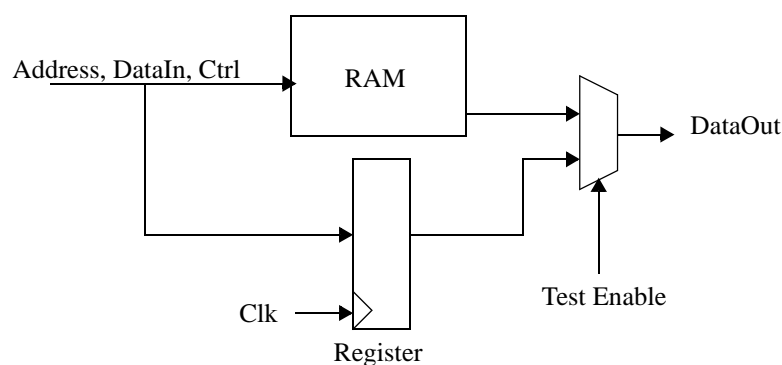 Address, DataIn, Ctrl
RAM
DataOut
Test Enable
Clk
Register